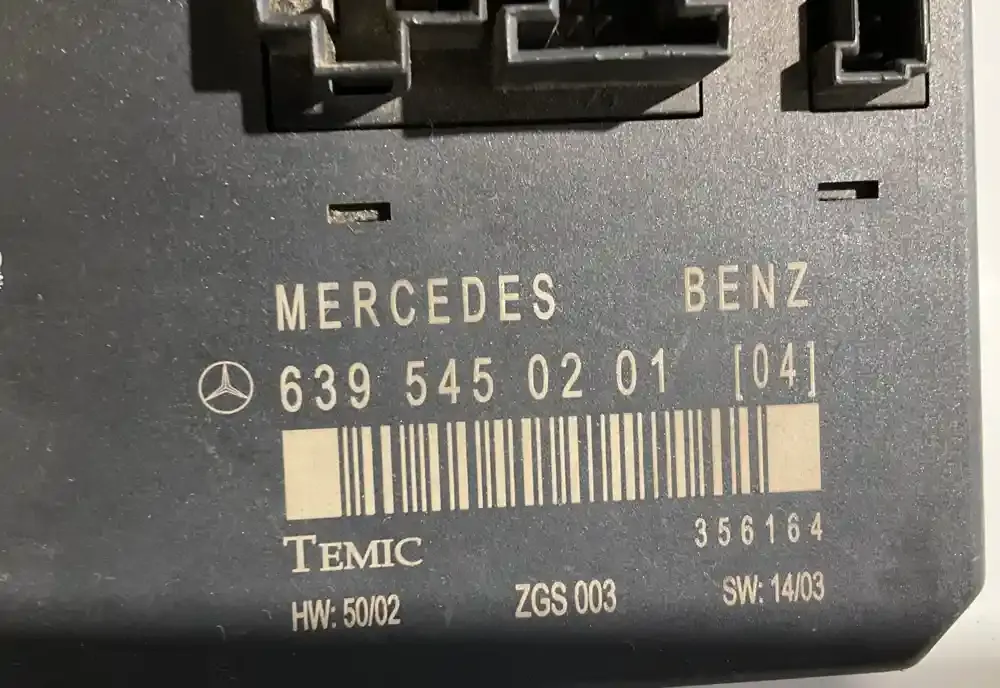 MERCEDES BENZ
639 545 02 01 [04]
TEMIC 356164
HW: 50/02 ZGS 003 SW: 14/03